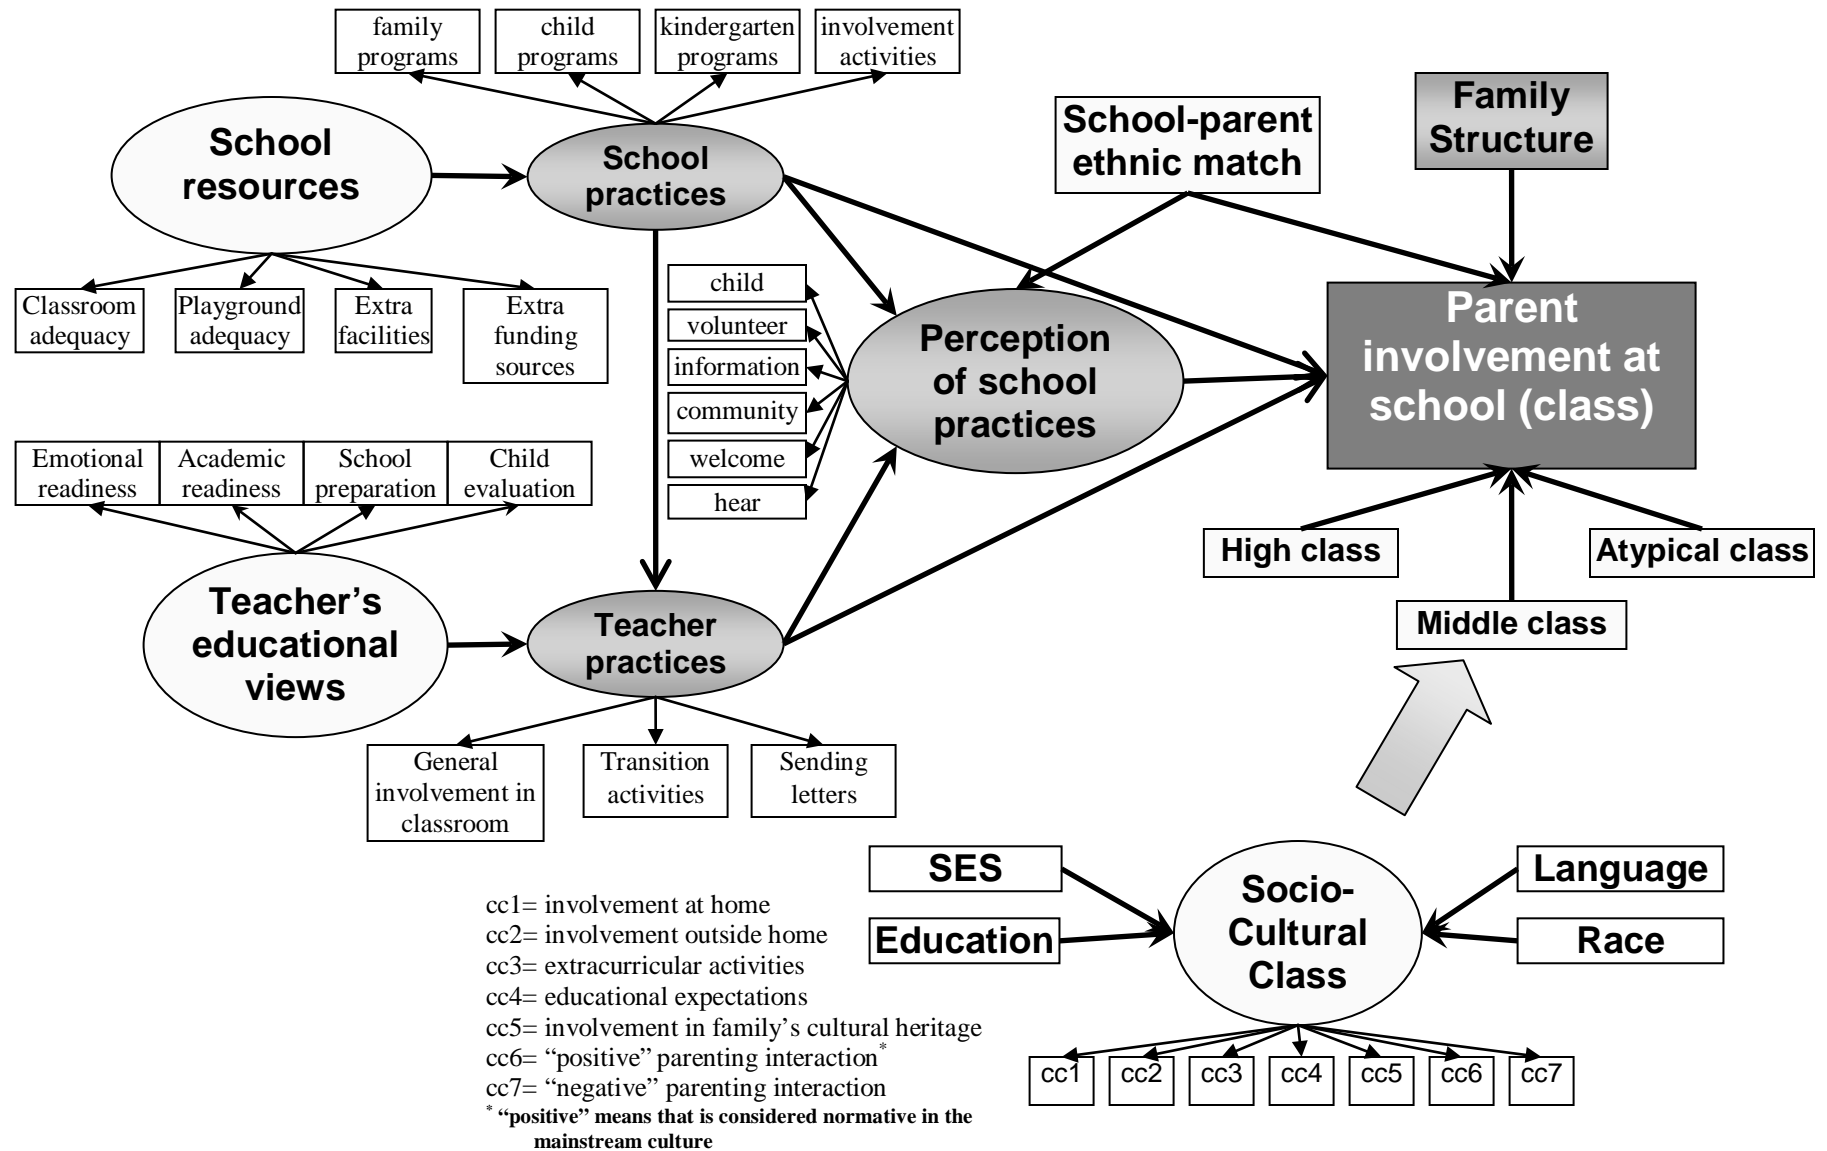 family
programs
child
programs
kindergarten
programs
involvement
activities
School
resources
School
practices
School-parent
ethnic match
Family
Structure
Classroom
adequacy
Playground
adequacy
Extra
facilities
Extra
funding
sources
child
volunteer
information
community
welcome
hear
Perception
of school
practices
Parent
involvement at
school (class)
Emotional
readiness
Academic
readiness
School
preparation
Child
evaluation
High class
Atypical class
Middle class
Teacher’s
educational
views
Teacher
practices
General
involvement in
classroom
Transition
activities
Sending
letters
SES
Education
Socio-
Cultural
Class
Language
Race
cc1= involvement at home
cc2= involvement outside home
cc3= extracurricular activities
cc4= educational expectations
cc5= involvement in family’s cultural heritage
cc6= “positive” parenting interaction*
cc7= “negative” parenting interaction
* “positive” means that is considered normative in the
mainstream culture
cc1 cc2 cc3 cc4 cc5 cc6 cc7